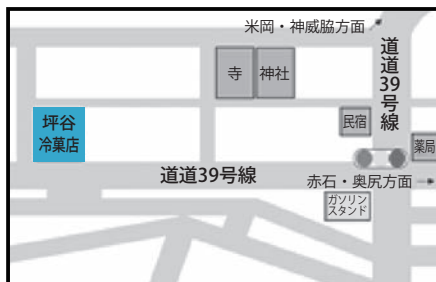 米岡・神威脇方面
道道39号線
寺
神社
坪谷
冷菓店
民宿
薬局
道道39号線
赤石・奥尻方面
ガソリン
スタンド